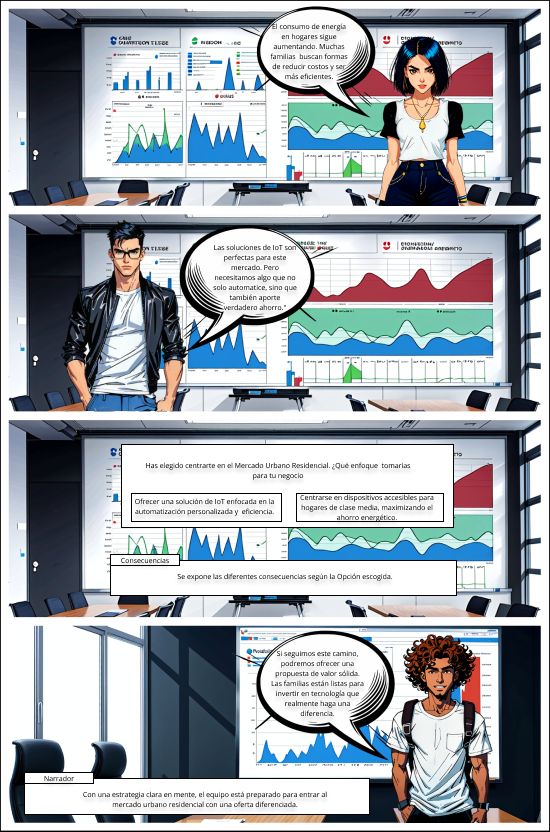 El consumo de energía
en hogares sigue
aumentando. Muchas
familias buscan formas
de reducir costos y ser
más eficientes.
Las soluciones de IoT son
perfectas para este
mercado. Pero
necesitamos algo que no
solo automatice, sino que
también aporte
verdadero ahorro."
Has elegido centrarte en el Mercado Urbano Residencial. ¿Qué enfoque tomarias
para tu negocio
Ofrecer una solución de IoT enfocada en la
automatización personalizada y eficiencia.
Centrarse en dispositivos accesibles para
hogares de clase media, maximizando el
ahorro energético.
Consecuencias
Se expone las diferentes consecuencias según la Opción escogida.
Si seguimos este camino,
podremos ofrecer una
propuesta de valor sólida.
Las familias están listas para
invertir en tecnología que
realmente haga una
diferencia.
Narrador
Con una estrategia clara en mente, el equipo está preparado para entrar al
mercado urbano residencial con una oferta diferenciada.